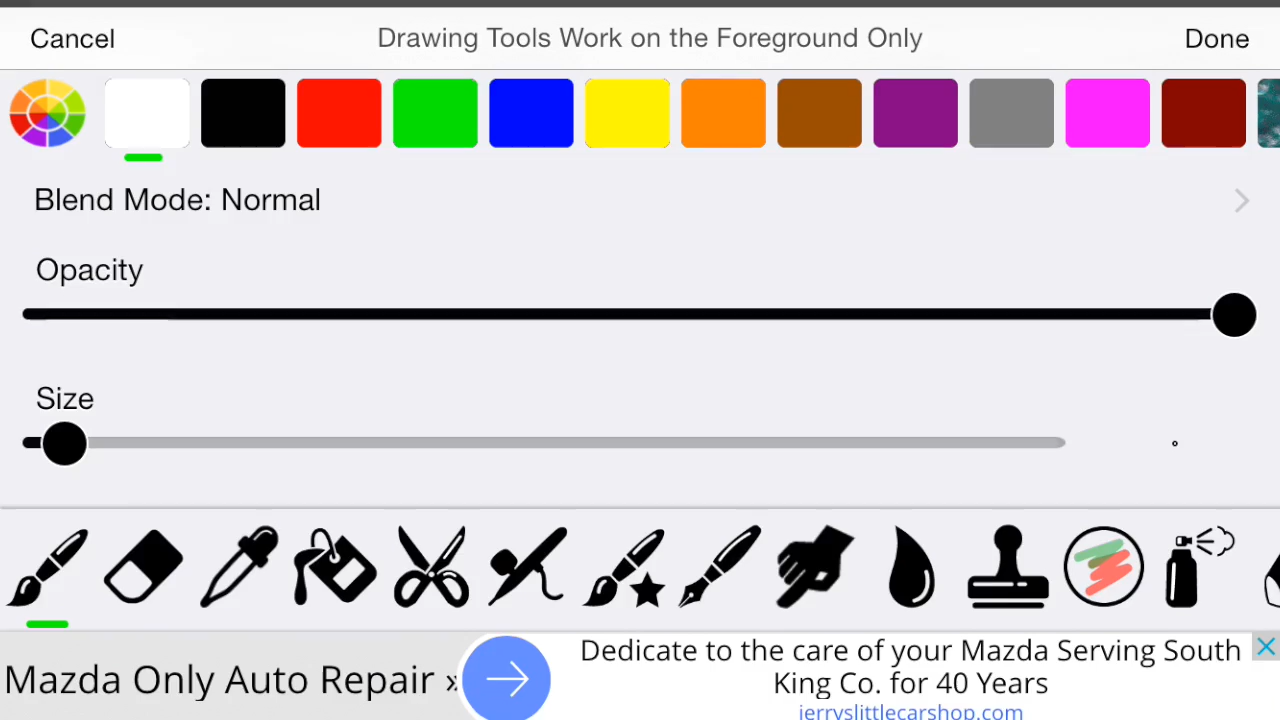 Cancel
Drawing Tools Work on the Foreground Only
Done
Blend Mode: Normal
Opacity
Size
Mazda Only Auto Repair »
Dedicate to the care of your Mazda Serving South
King Co. for 40 Years
jerryslittlecarshop.com